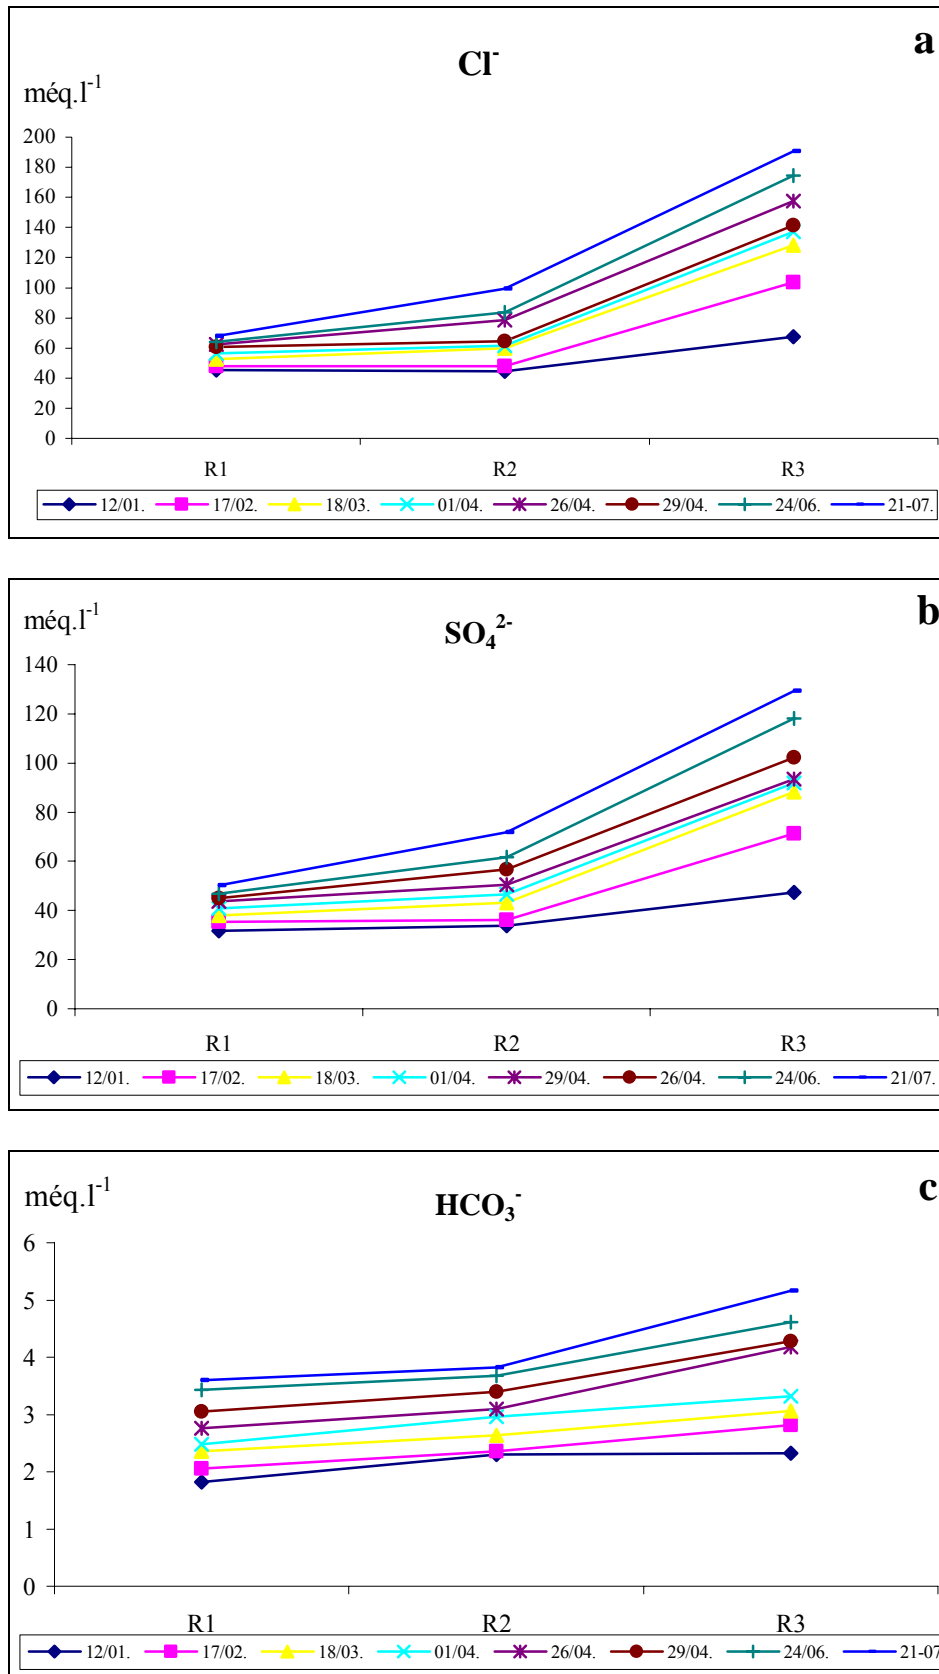 a
Cl⁻
méq.l⁻¹
200
180
160
140
120
100
80
60
40
20
0
R1 R2 R3
12/01. 17/02. 18/03. 01/04. 26/04. 29/04. 24/06. 21-07.
b
méq.l⁻¹
SO₄²⁻
140
120
100
80
60
40
20
0
R1 R2 R3
12/01. 17/02. 18/03. 01/04. 29/04. 26/04. 24/06. 21/07.
c
méq.l⁻¹
HCO₃⁻
6
5
4
3
2
1
0
R1 R2 R3
12/01. 17/02. 18/03. 01/04. 26/04. 29/04. 24/06. 21-07